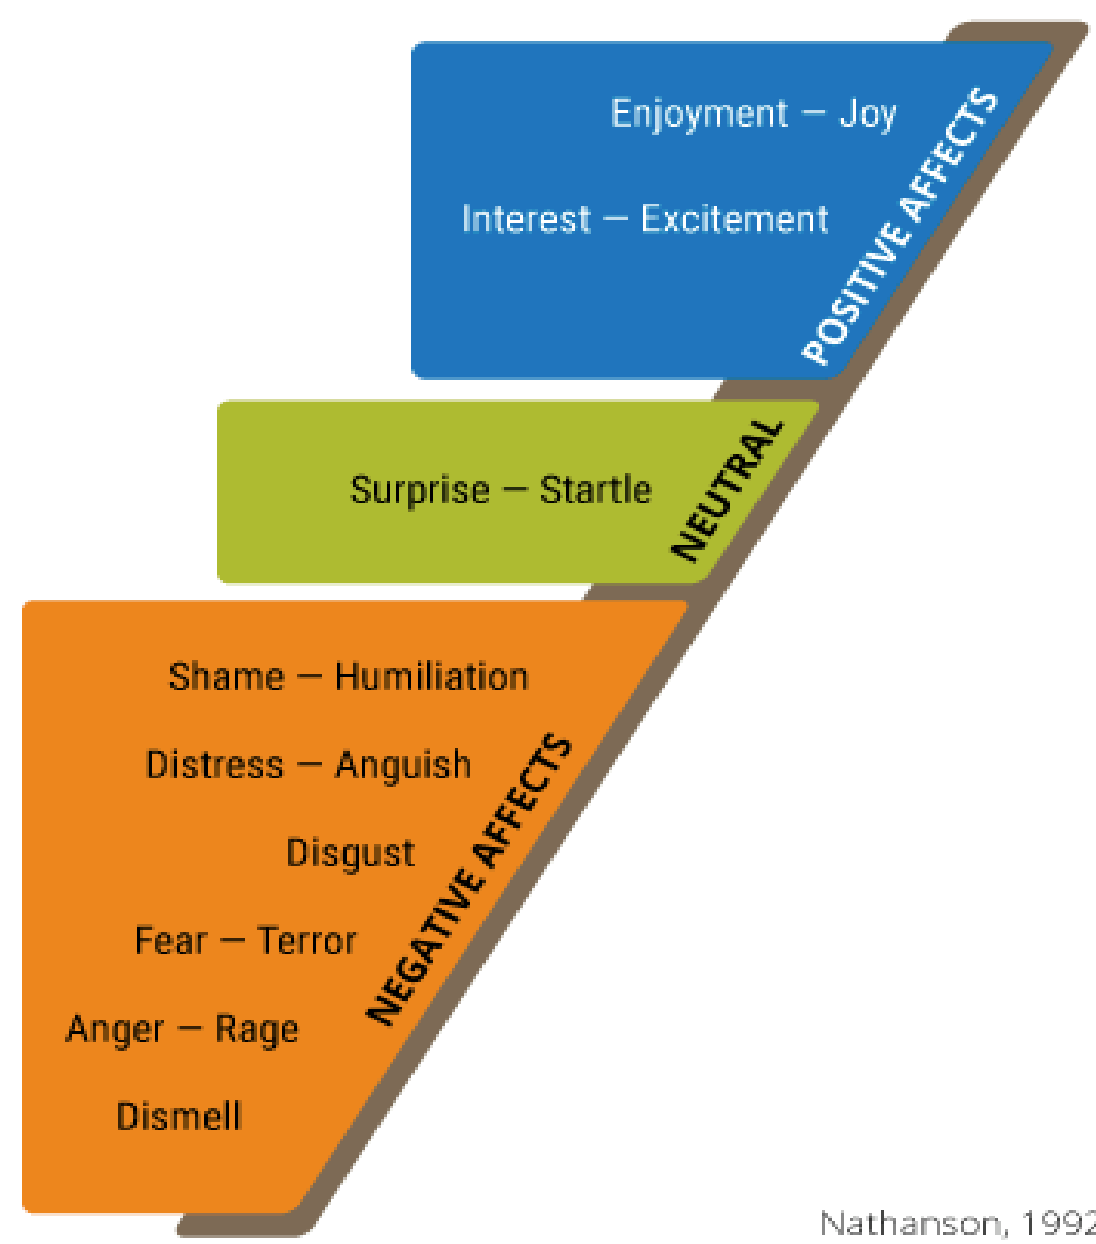 Enjoyment — Joy
Interest — Excitement
POSITIVE AFFECTS
Surprise — Startle
NEUTRAL
Shame — Humiliation
Distress — Anguish
Disgust
Fear — Terror
Anger — Rage
Dismell
NEGATIVE AFFECTS
Nathanson, 1992